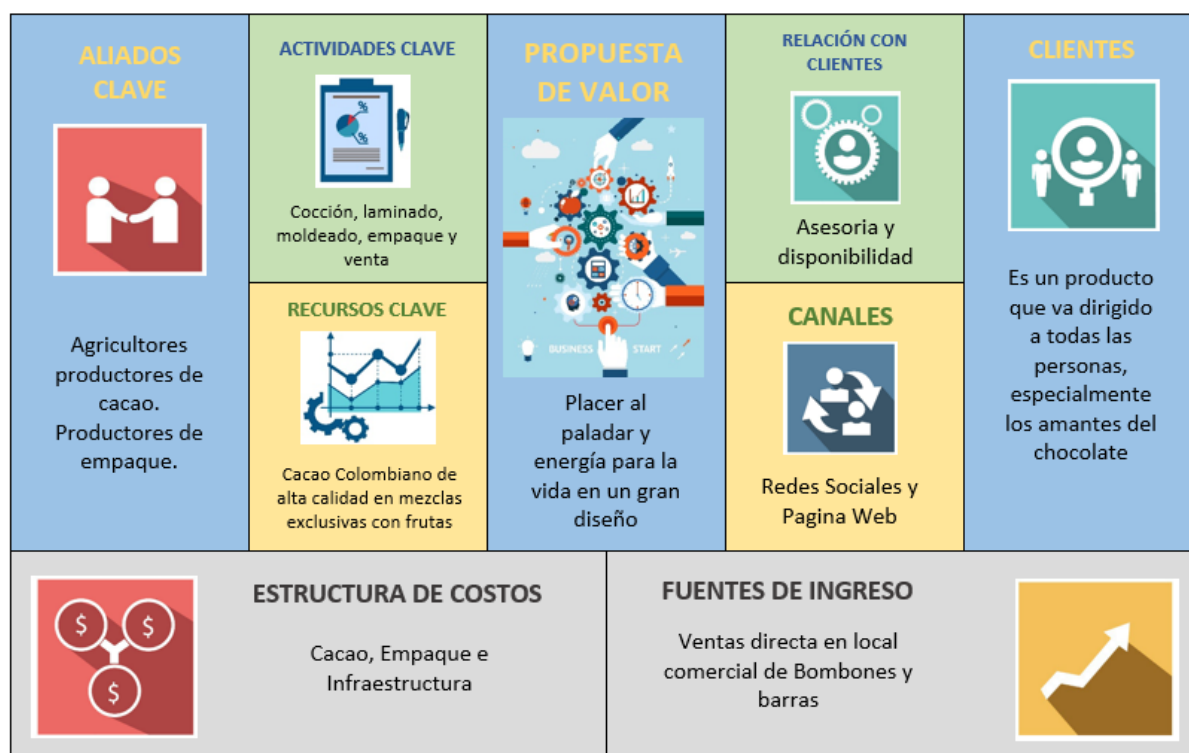 ALIADOS
CLAVE
Agricultores
productores de
cacao.
Productores de
empaque.
ACTIVIDADES CLAVE
%
%
Cocción, laminado,
moldeado, empaque y
venta
RECURSOS CLAVE
Cacao Colombiano de
alta calidad en mezclas
exclusivas con frutas
PROPUESTA
DE VALOR
BUSINESS START
Placer al
paladar y
energía para la
vida en un gran
diseño
RELACIÓN CON
CLIENTES
Asesoria y
disponibilidad
CANALES
Redes Sociales y
Pagina Web
CLIENTES
Es un producto
que va dirigido
a todas las
personas,
especialmente
los amantes del
chocolate
$ $
$
ESTRUCTURA DE COSTOS
Cacao, Empaque e
Infraestructura
FUENTES DE INGRESO
Ventas directa en local
comercial de Bombones y
barras